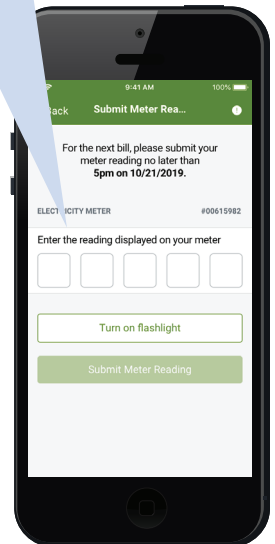 9:41 AM 100%
Back Submit Meter Rea...
For the next bill, please submit your
meter reading no later than
5pm on 10/21/2019.
ELECTRICITY METER #00615982
Enter the reading displayed on your meter
Turn on flashlight
Submit Meter Reading